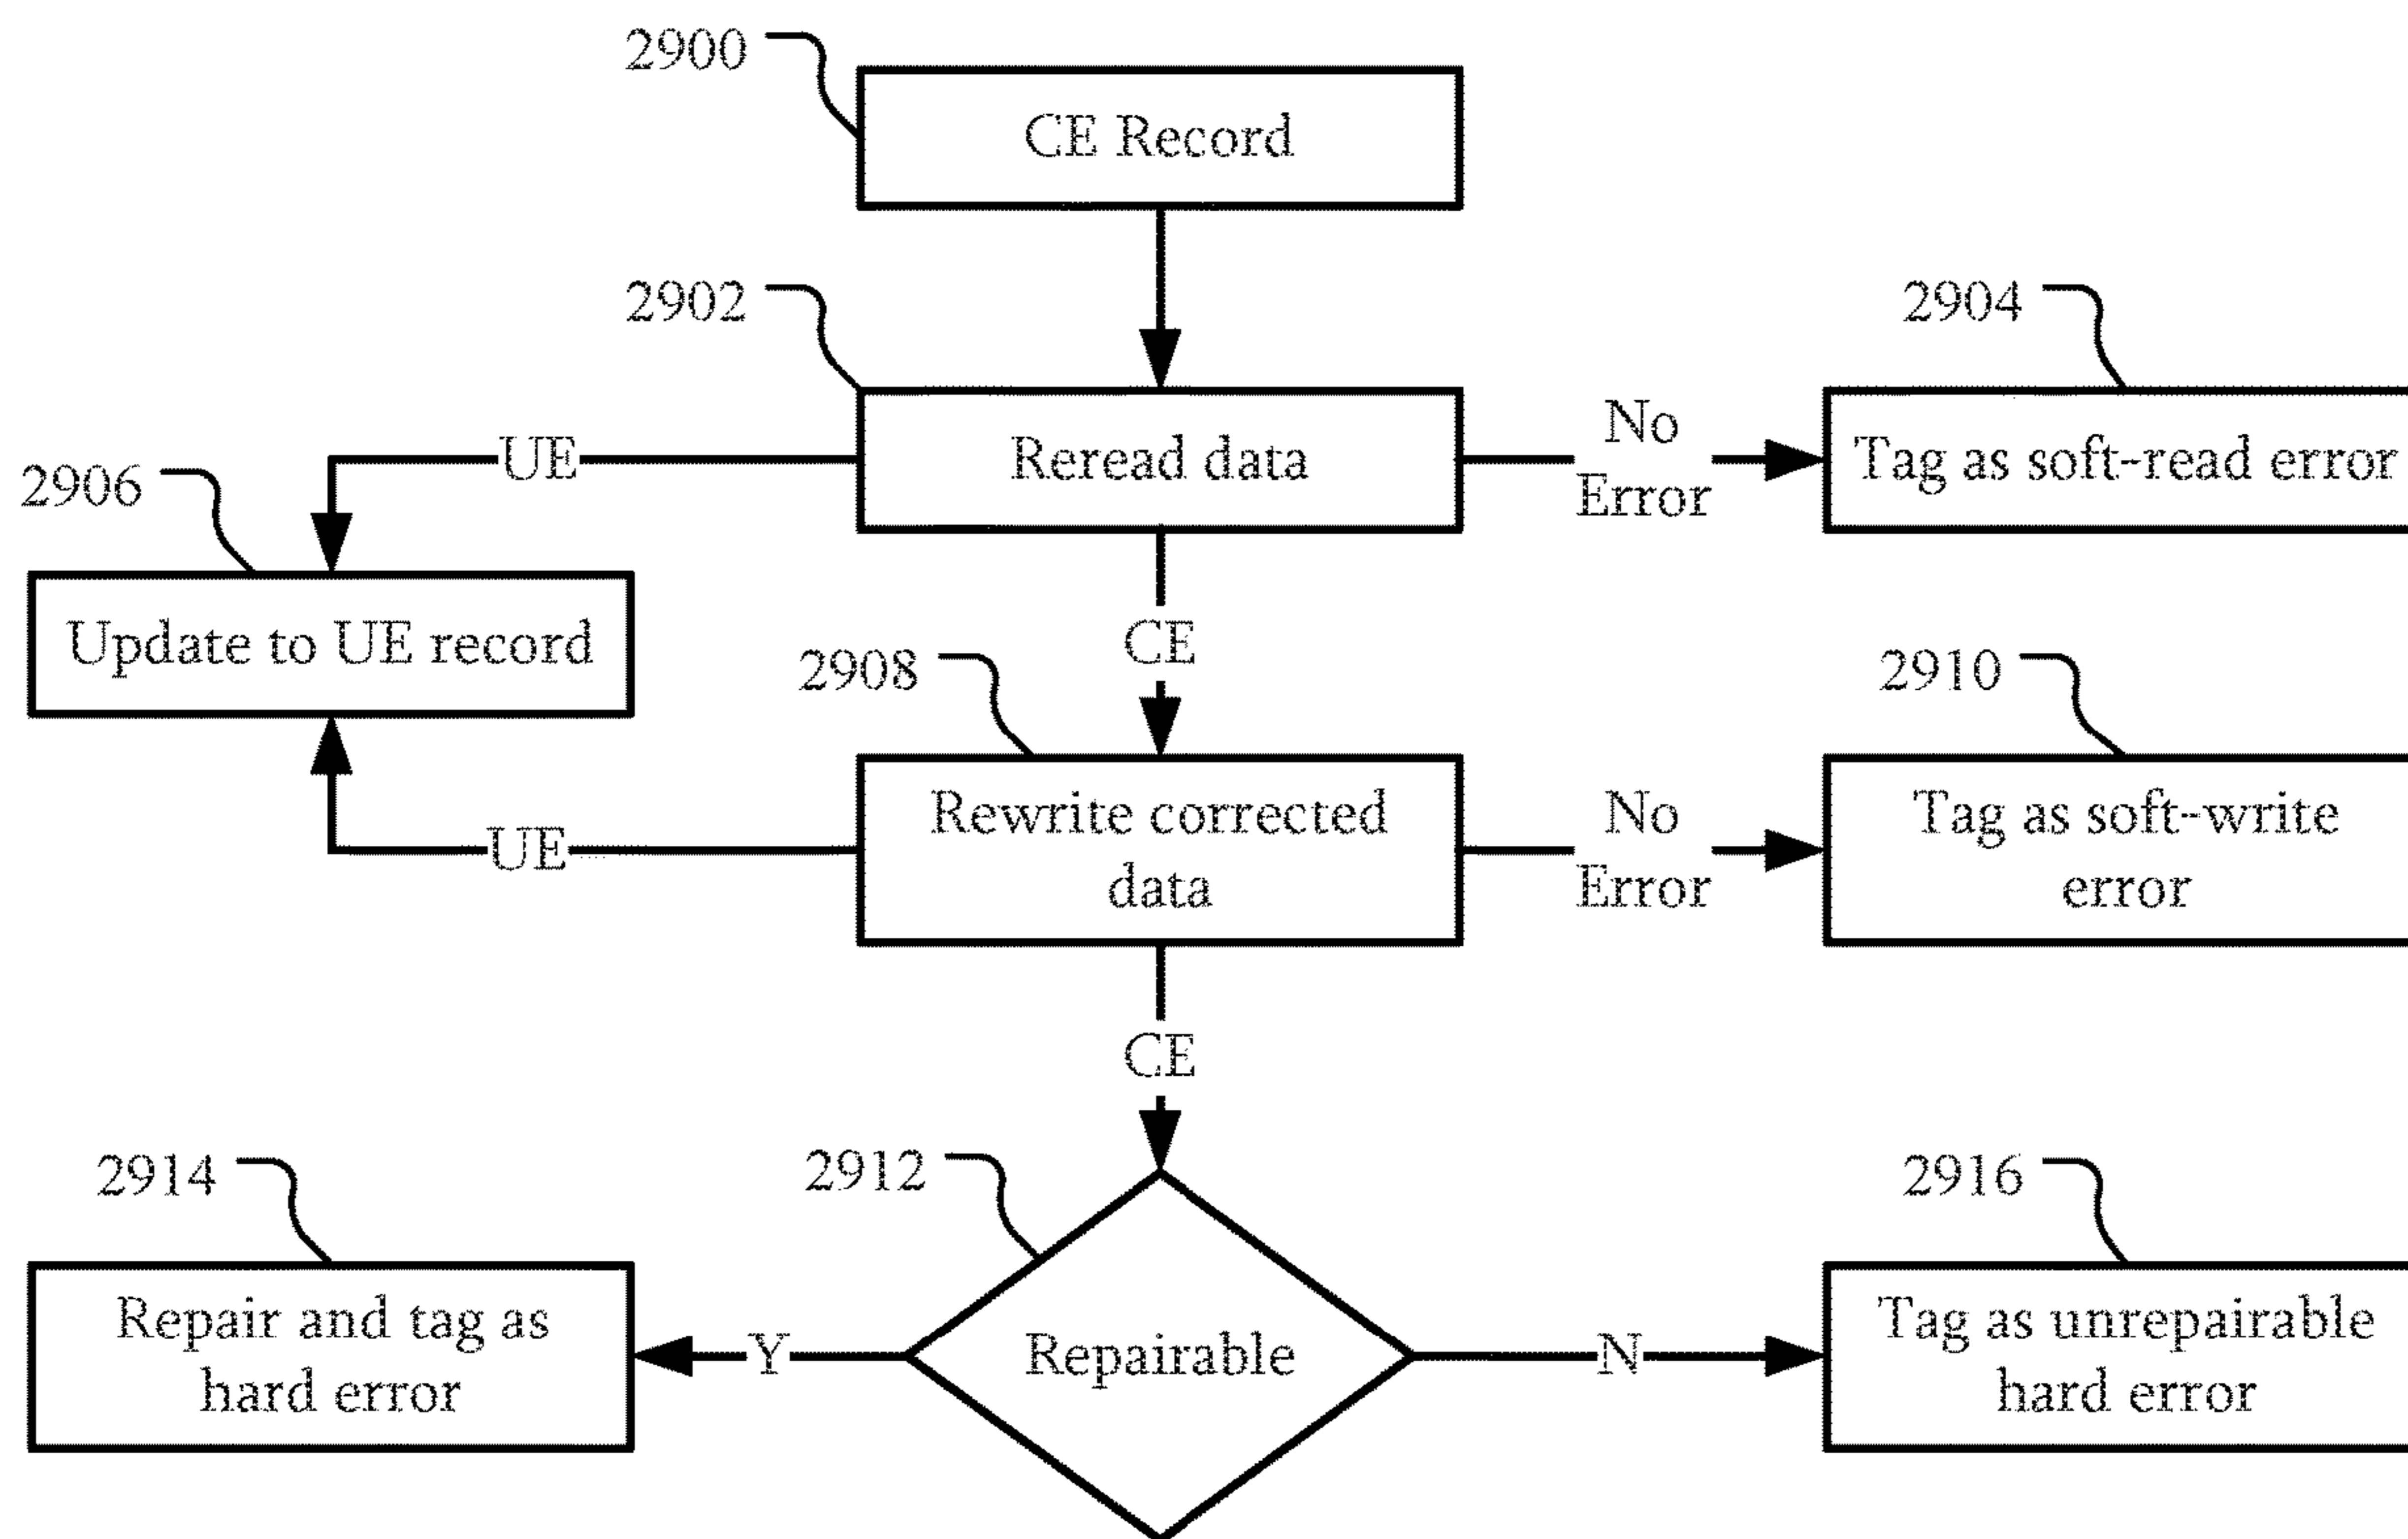 2900
CE Record
2902
2904
Reread data
No
Error
Tag as soft-read error
UE
2906
Update to UE record
CE
2908
2910
Rewrite corrected
data
No
Error
Tag as soft-write
error
UE
CE
2914
2912
2916
Repair and tag as
hard error
Y
Repairable
N
Tag as unrepairable
hard error